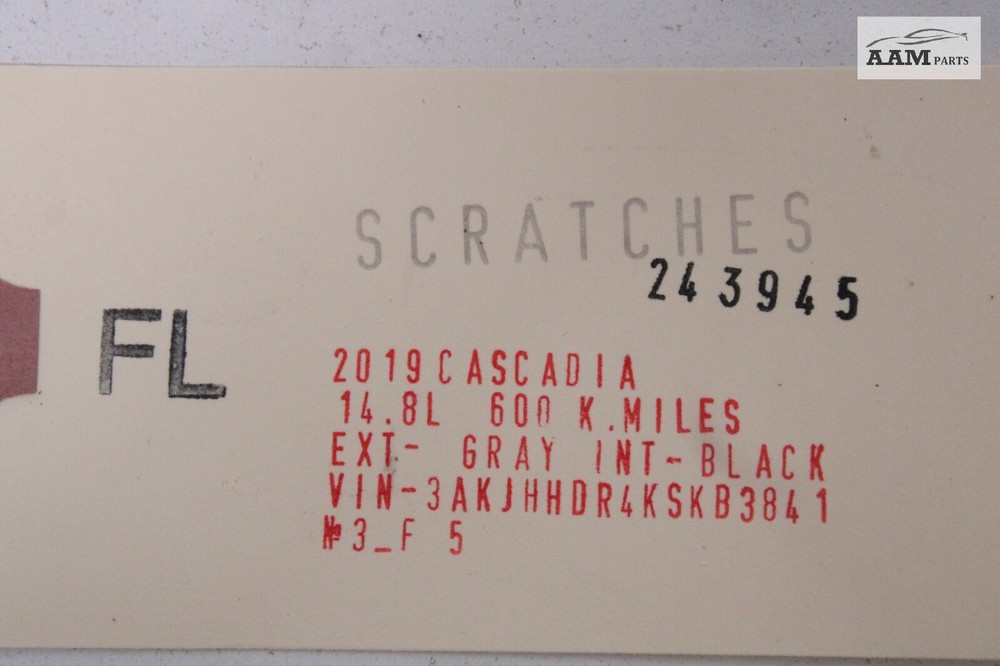 AAM PARTS
SCRATCHES
243945
FL
2019 CASCADIA
14.8L 600 K.MILES
EXT- GRAY INT-BLACK
VIN-3AKJHHDR4KSKB3841
№3_F 5